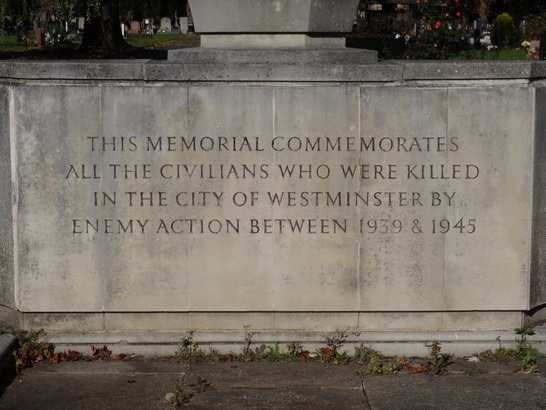 THIS MEMORIAL COMMEMORATES
ALL THE CIVILIANS WHO WERE KILLED
IN THE CITY OF WESTMINSTER BY
ENEMY ACTION BETWEEN 1939 & 1945